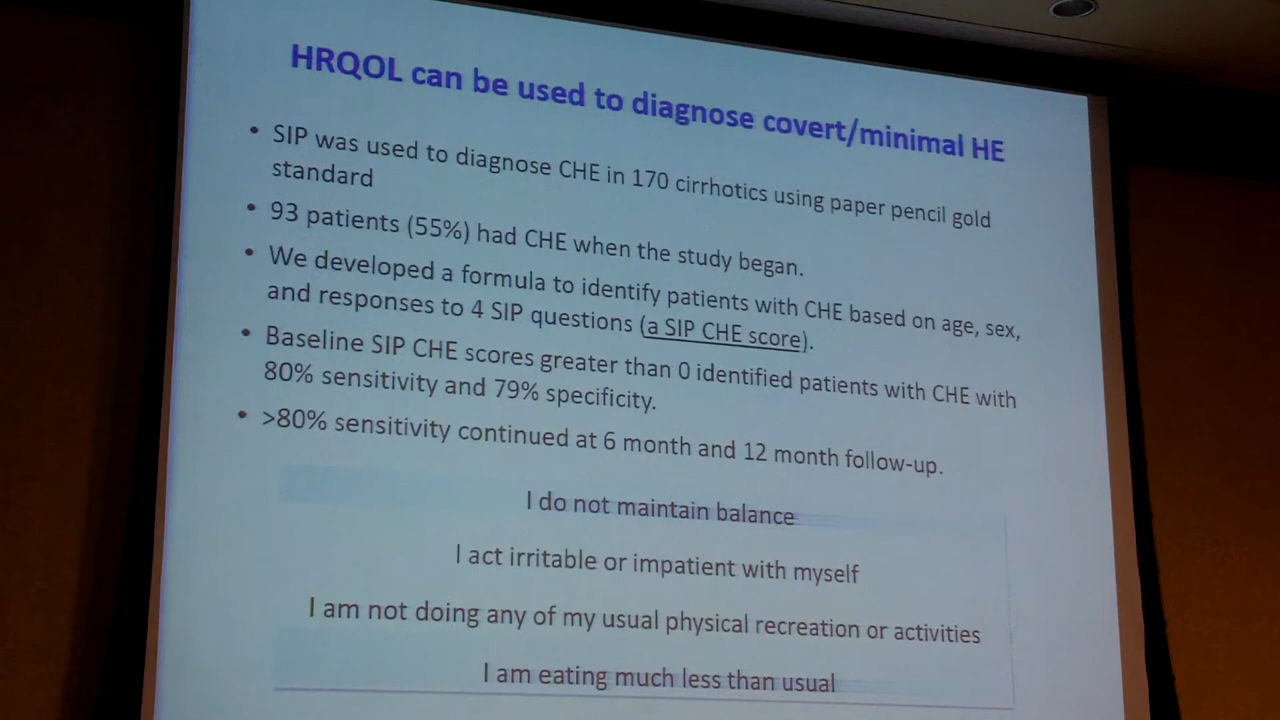 HRQOL can be used to diagnose covert/minimal HE
• SIP was used to diagnose CHE in 170 cirrhotics using paper pencil gold
standard
• 93 patients (55%) had CHE when the study began.
• We developed a formula to identify patients with CHE based on age, sex,
and responses to 4 SIP questions (a SIP CHE score).
• Baseline SIP CHE scores greater than 0 identified patients with CHE with
80% sensitivity and 79% specificity.
• >80% sensitivity continued at 6 month and 12 month follow-up.
I do not maintain balance
I act irritable or impatient with myself
I am not doing any of my usual physical recreation or activities
I am eating much less than usual